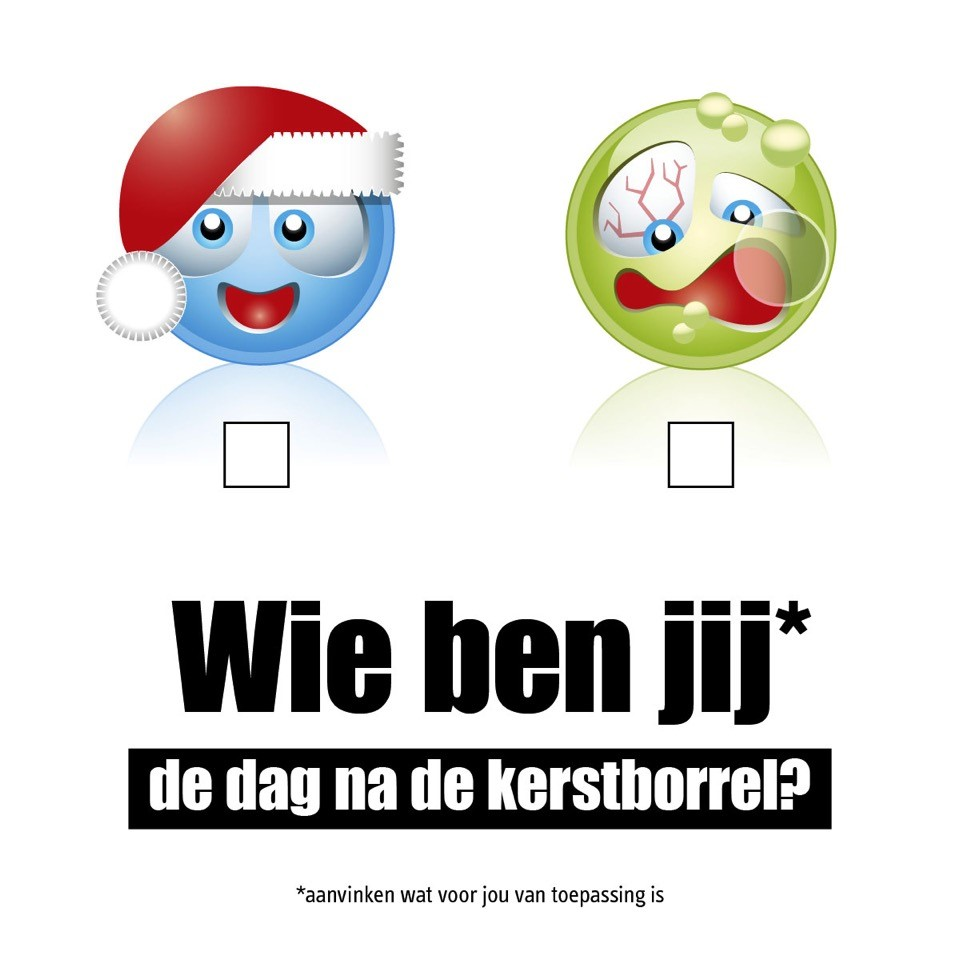 Wie ben jij*
de dag na de kerstborrel?
*aanvinken wat voor jou van toepassing is